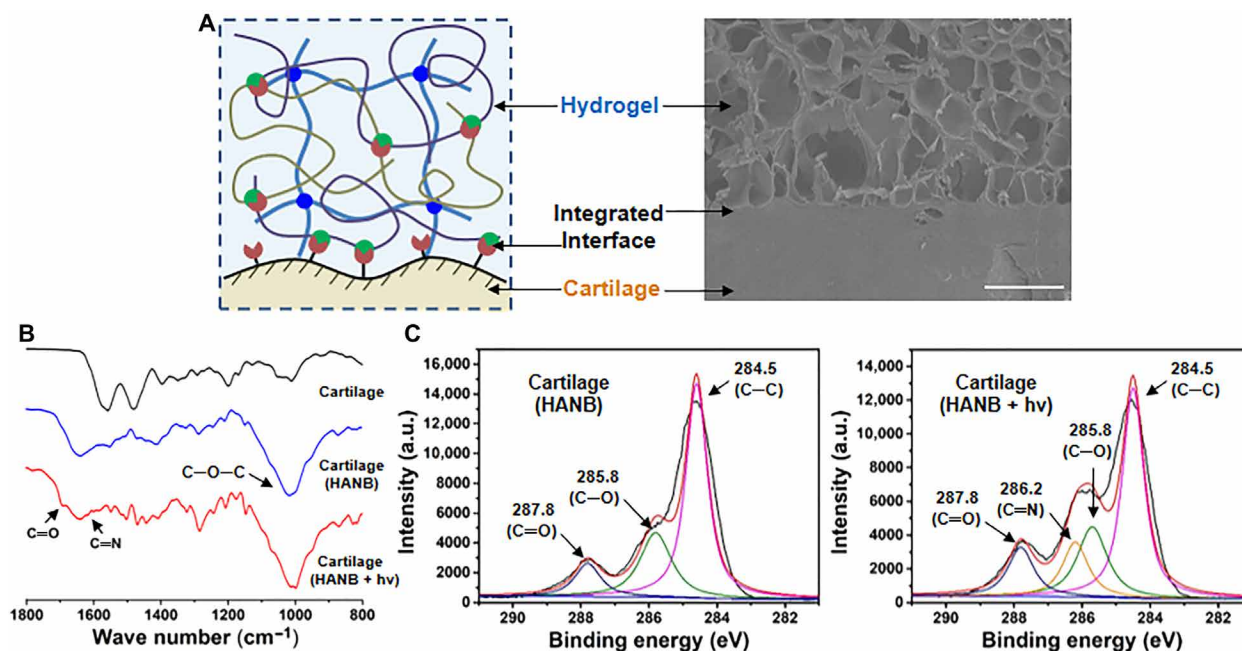 A
Hydrogel
Integrated
Interface
Cartilage
B
Cartilage
Cartilage
(HANB)
C—O—C
C=O
C=N
Cartilage
(HANB + hv)
1800 1600 1400 1200 1000 800
Wave number (cm⁻¹)
C
16,000
14,000
12,000
10,000
8000
6000
4000
2000
0
Intensity (a.u.)
Cartilage
(HANB)
284.5
(C—C)
285.8
(C—O)
287.8
(C=O)
290 288 286 284 282
Binding energy (eV)
14,000
12,000
10,000
8000
6000
4000
2000
0
Intensity (a.u.)
Cartilage
(HANB + hv)
284.5
(C—C)
285.8
(C—O)
286.2
(C=N)
287.8
(C=O)
290 288 286 284 282
Binding energy (eV)